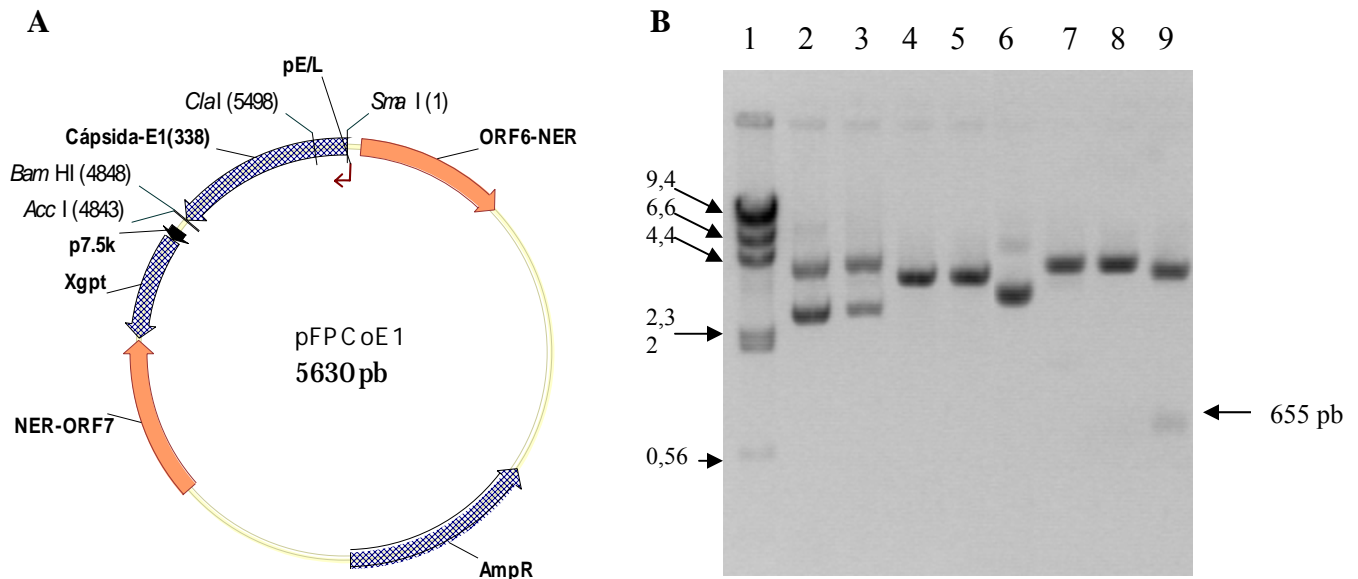 A
pE/L
ClaI (5498)
Sma I (1)
Cápsida-E1(338)
ORF6-NER
Bam HI (4848)
Acc I (4843)
p7.5k
Xgpt
pFPCoE1
5630 pb
NER-ORF7
AmpR
B
1 2 3 4 5 6 7 8 9
9,4
6,6
4,4
2,3
2
0,56
655 pb